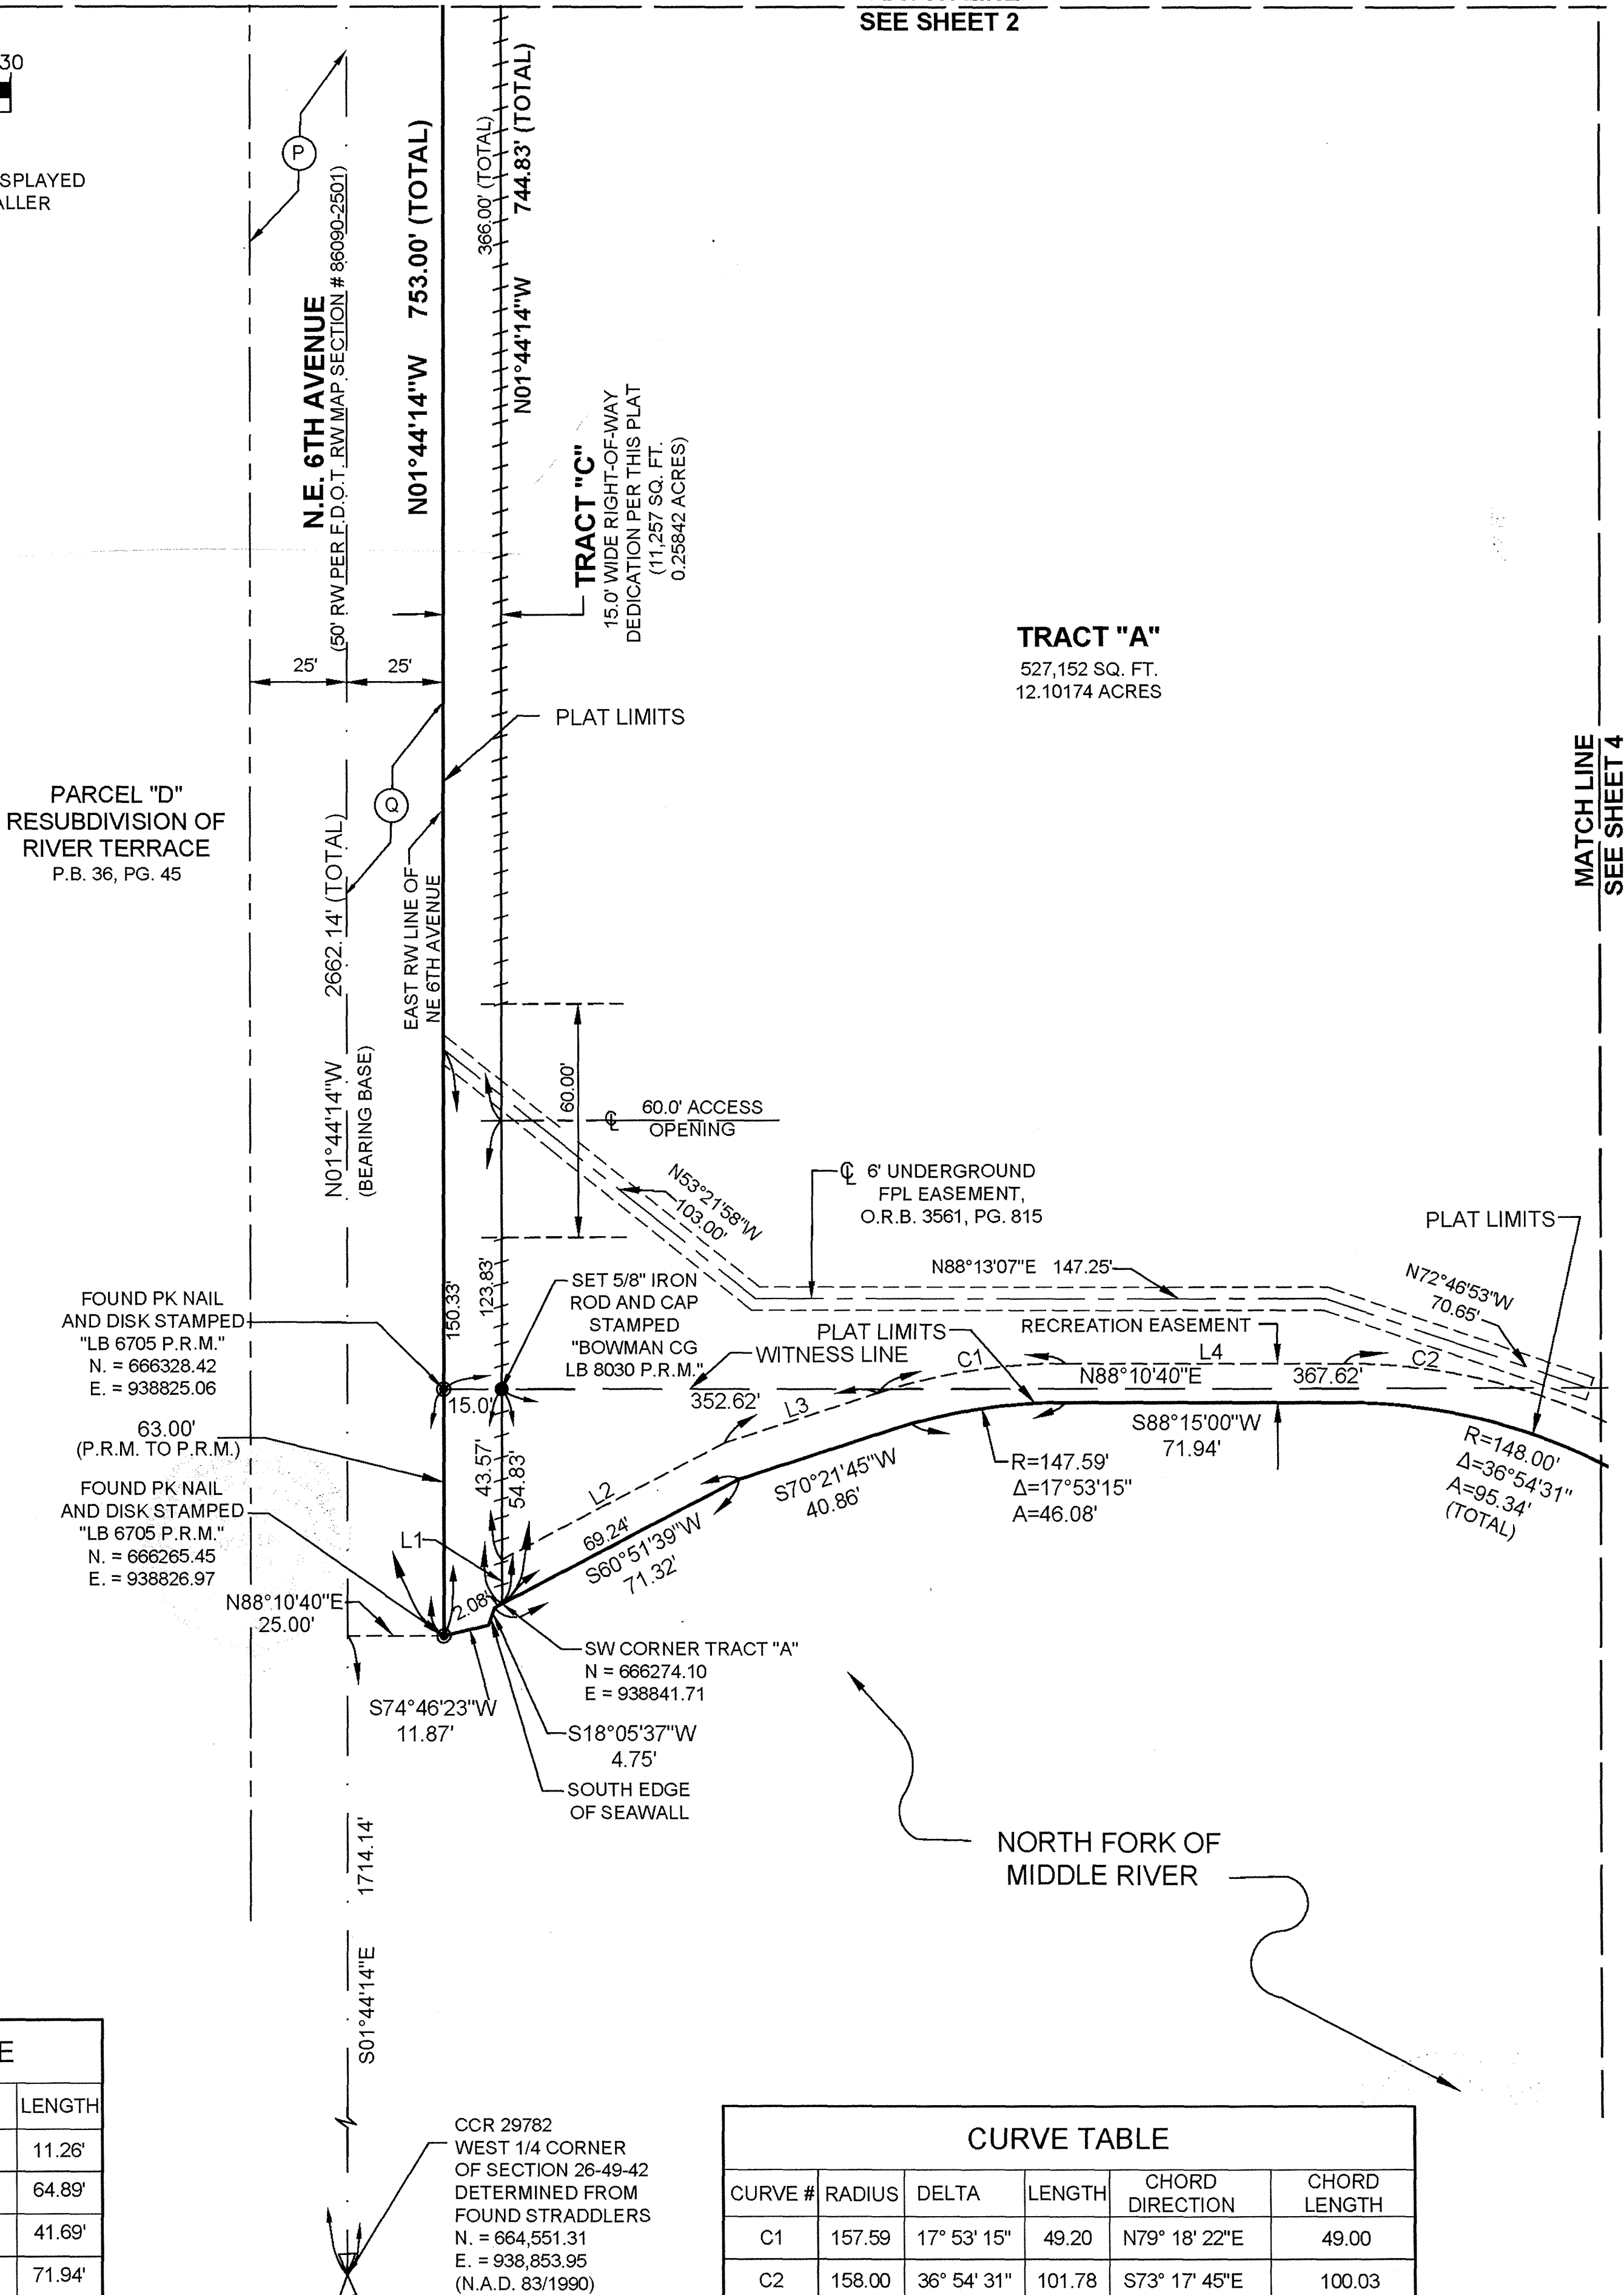 SEE SHEET 2
30
SPLAYED
ALLER
P
N.E. 6TH AVENUE
(50' RW PER F.D.O.T. RW MAP SECTION # 86090-2501)
N01°44'14"W 753.00' (TOTAL)
366.00' (TOTAL)
N01°44'14"W 744.83' (TOTAL)
TRACT "C"
15.0' WIDE RIGHT-OF-WAY
DEDICATION PER THIS PLAT
(11,257 SQ. FT.
0.25842 ACRES)
25'
25'
TRACT "A"
527,152 SQ. FT.
12.10174 ACRES
PLAT LIMITS
MATCH LINE
SEE SHEET 4
PARCEL "D"
RESUBDIVISION OF
RIVER TERRACE
P.B. 36, PG. 45
Q
N01°44'14"W 2662.14' (TOTAL)
(BEARING BASE)
EAST RW LINE OF
NE 6TH AVENUE
60.00'
℄ 60.0' ACCESS
OPENING
N53°21'58"W
103.00'
℄ 6' UNDERGROUND
FPL EASEMENT,
O.R.B. 3561, PG. 815
PLAT LIMITS
N88°13'07"E 147.25'
N72°46'53"W
70.65'
FOUND PK NAIL
AND DISK STAMPED
"LB 6705 P.R.M."
N. = 666328.42
E. = 938825.06
150.33'
123.83'
SET 5/8" IRON
ROD AND CAP
STAMPED
"BOWMAN CG
LB 8030 P.R.M."
PLAT LIMITS
WITNESS LINE
RECREATION EASEMENT
C1
L4
C2
N88°10'40"E
367.62'
15.0'
352.62'
63.00'
(P.R.M. TO P.R.M.)
L3
S88°15'00"W
71.94'
R=148.00'
Δ=36°54'31"
A=95.34'
(TOTAL)
43.57'
54.83'
L2
S70°21'45"W
40.86'
R=147.59'
Δ=17°53'15"
A=46.08'
FOUND PK NAIL
AND DISK STAMPED
"LB 6705 P.R.M."
N. = 666265.45
E. = 938826.97
L1
69.24'
S60°51'39"W
71.32'
2.08'
N88°10'40"E
25.00'
SW CORNER TRACT "A"
N = 666274.10
E = 938841.71
S74°46'23"W
11.87'
S18°05'37"W
4.75'
SOUTH EDGE
OF SEAWALL
NORTH FORK OF
MIDDLE RIVER
S01°44'14"E 1714.14'
E
LENGTH
11.26'
64.89'
41.69'
71.94'
CCR 29782
WEST 1/4 CORNER
OF SECTION 26-49-42
DETERMINED FROM
FOUND STRADDLERS
N. = 664,551.31
E. = 938,853.95
(N.A.D. 83/1990)
CURVE TABLE
CURVE # RADIUS DELTA LENGTH CHORD DIRECTION CHORD LENGTH
C1 157.59 17° 53' 15" 49.20 N79° 18' 22"E 49.00
C2 158.00 36° 54' 31" 101.78 S73° 17' 45"E 100.03